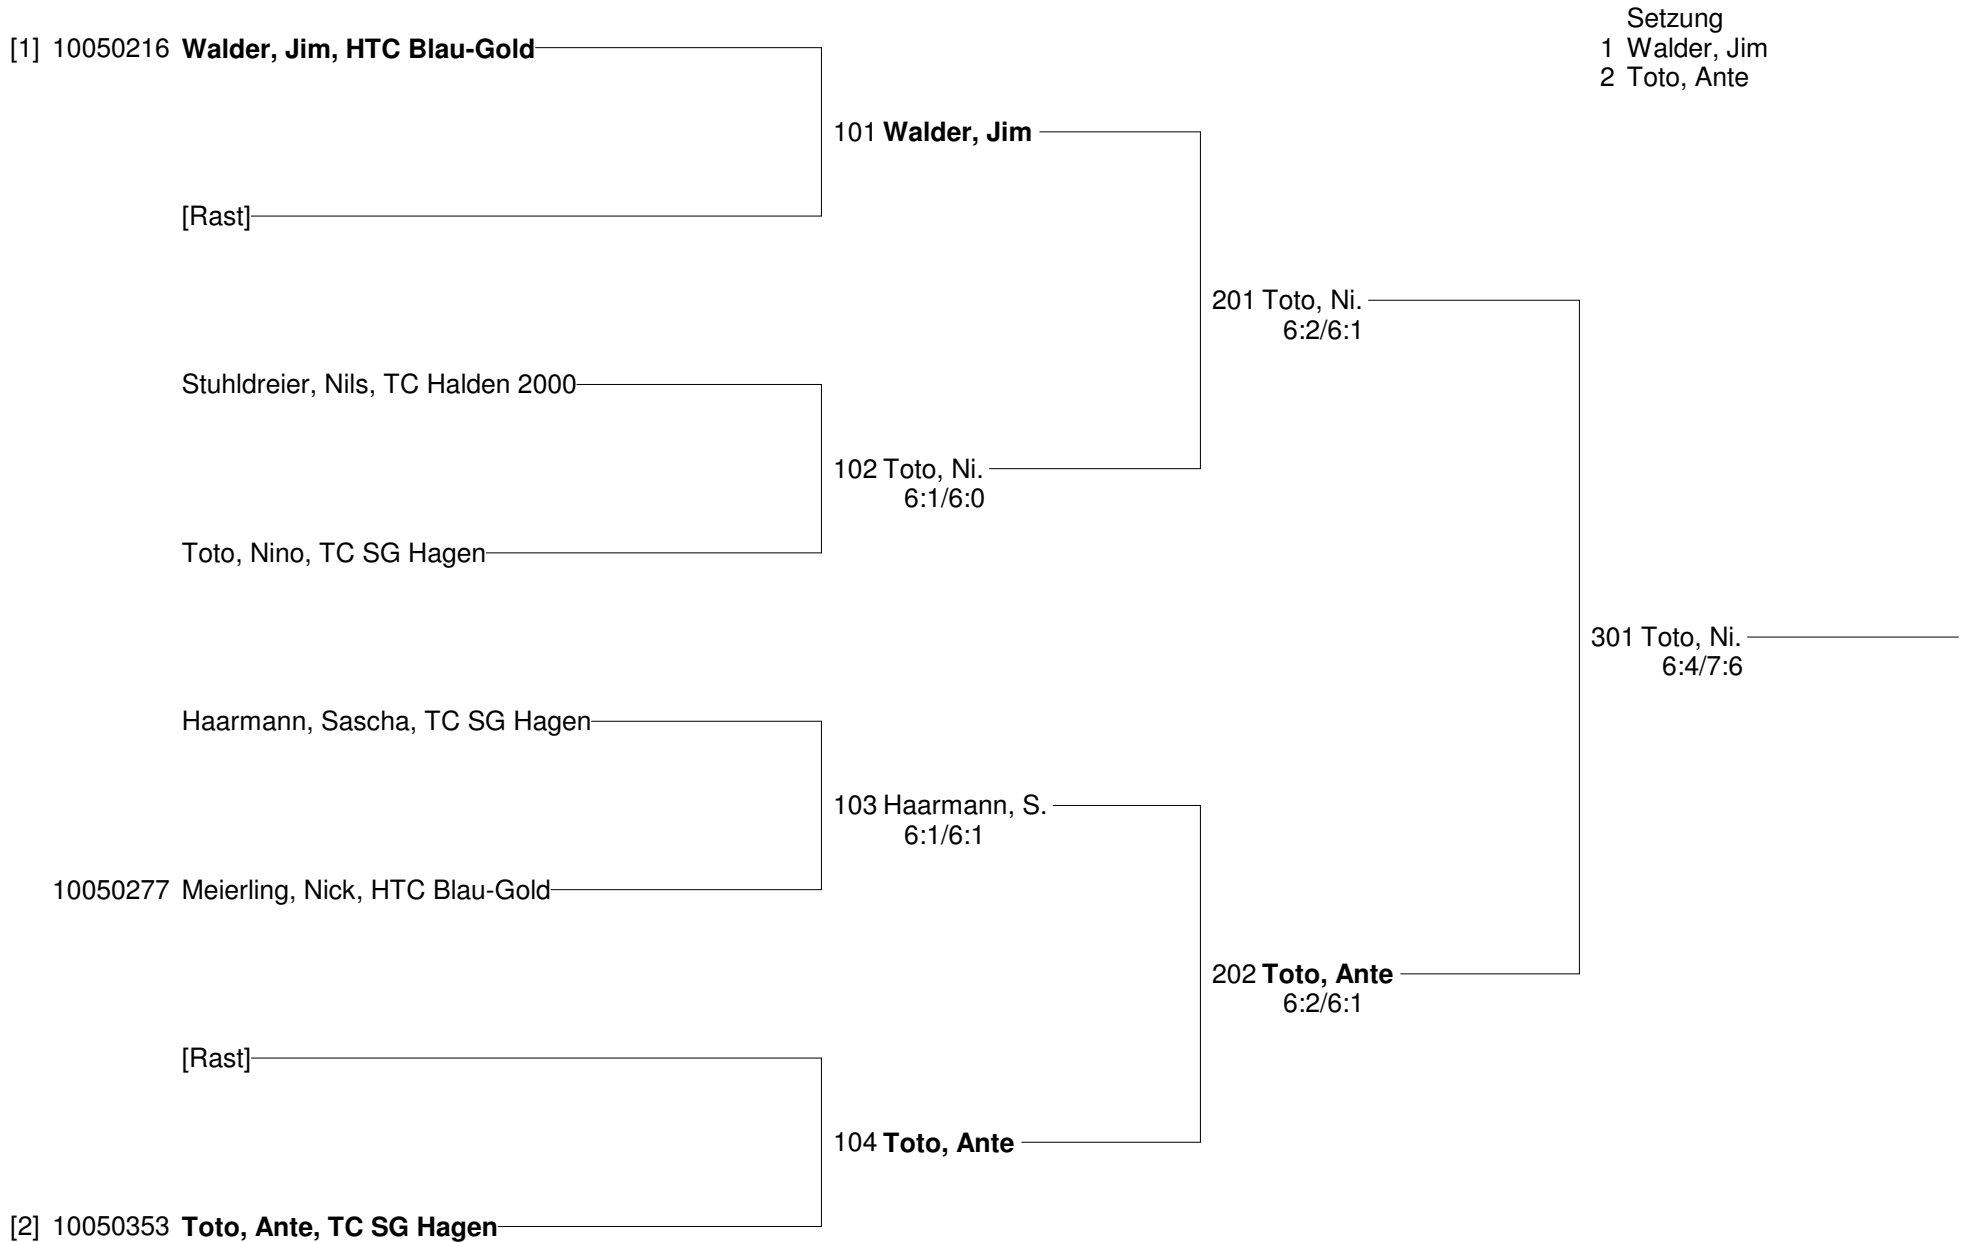 Setzung
1 Walder, Jim
2 Toto, Ante
[1] 10050216 Walder, Jim, HTC Blau-Gold
101 Walder, Jim
[Rast]
201 Toto, Ni.
6:2/6:1
Stuhldreier, Nils, TC Halden 2000
102 Toto, Ni.
6:1/6:0
Toto, Nino, TC SG Hagen
301 Toto, Ni.
6:4/7:6
Haarmann, Sascha, TC SG Hagen
103 Haarmann, S.
6:1/6:1
10050277 Meierling, Nick, HTC Blau-Gold
202 Toto, Ante
6:2/6:1
[Rast]
104 Toto, Ante
[2] 10050353 Toto, Ante, TC SG Hagen